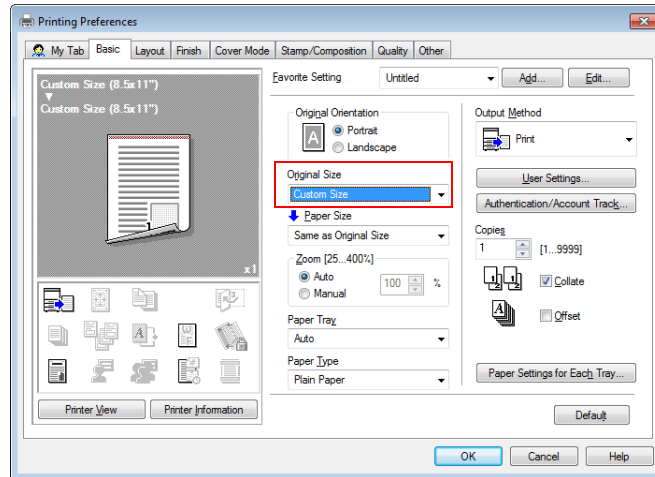 Printing Preferences
My Tab Basic Layout Finish Cover Mode Stamp/Composition Quality Other
Custom Size (8.5x11")
Custom Size (8.5x11")
1
x1
Printer View Printer Information
Favorite Setting Untitled Add... Edit...
Original Orientation
A Portrait
Landscape
Original Size
Custom Size
Paper Size
Same as Original Size
Zoom [25...400%]
Auto
Manual
100 %
Paper Tray
Auto
Paper Type
Plain Paper
Output Method
Print
User Settings...
Authentication/Account Track...
Copies
1 [1...9999]
Collate
Offset
Paper Settings for Each Tray...
Default
OK Cancel Help